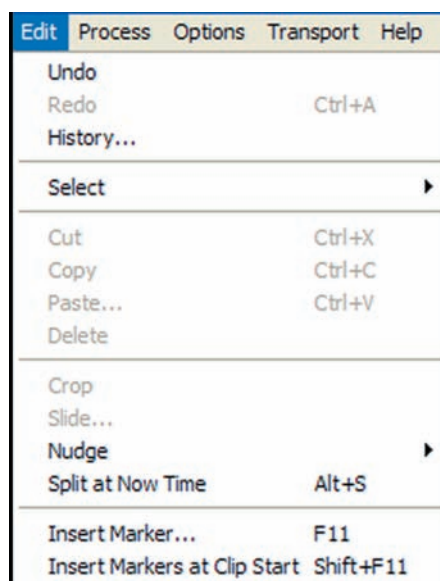 Edit Process Options Transport Help
Undo
Redo Ctrl+A
History...
Select
Cut Ctrl+X
Copy Ctrl+C
Paste... Ctrl+V
Delete
Crop
Slide...
Nudge
Split at Now Time Alt+S
Insert Marker... F11
Insert Markers at Clip Start Shift+F11